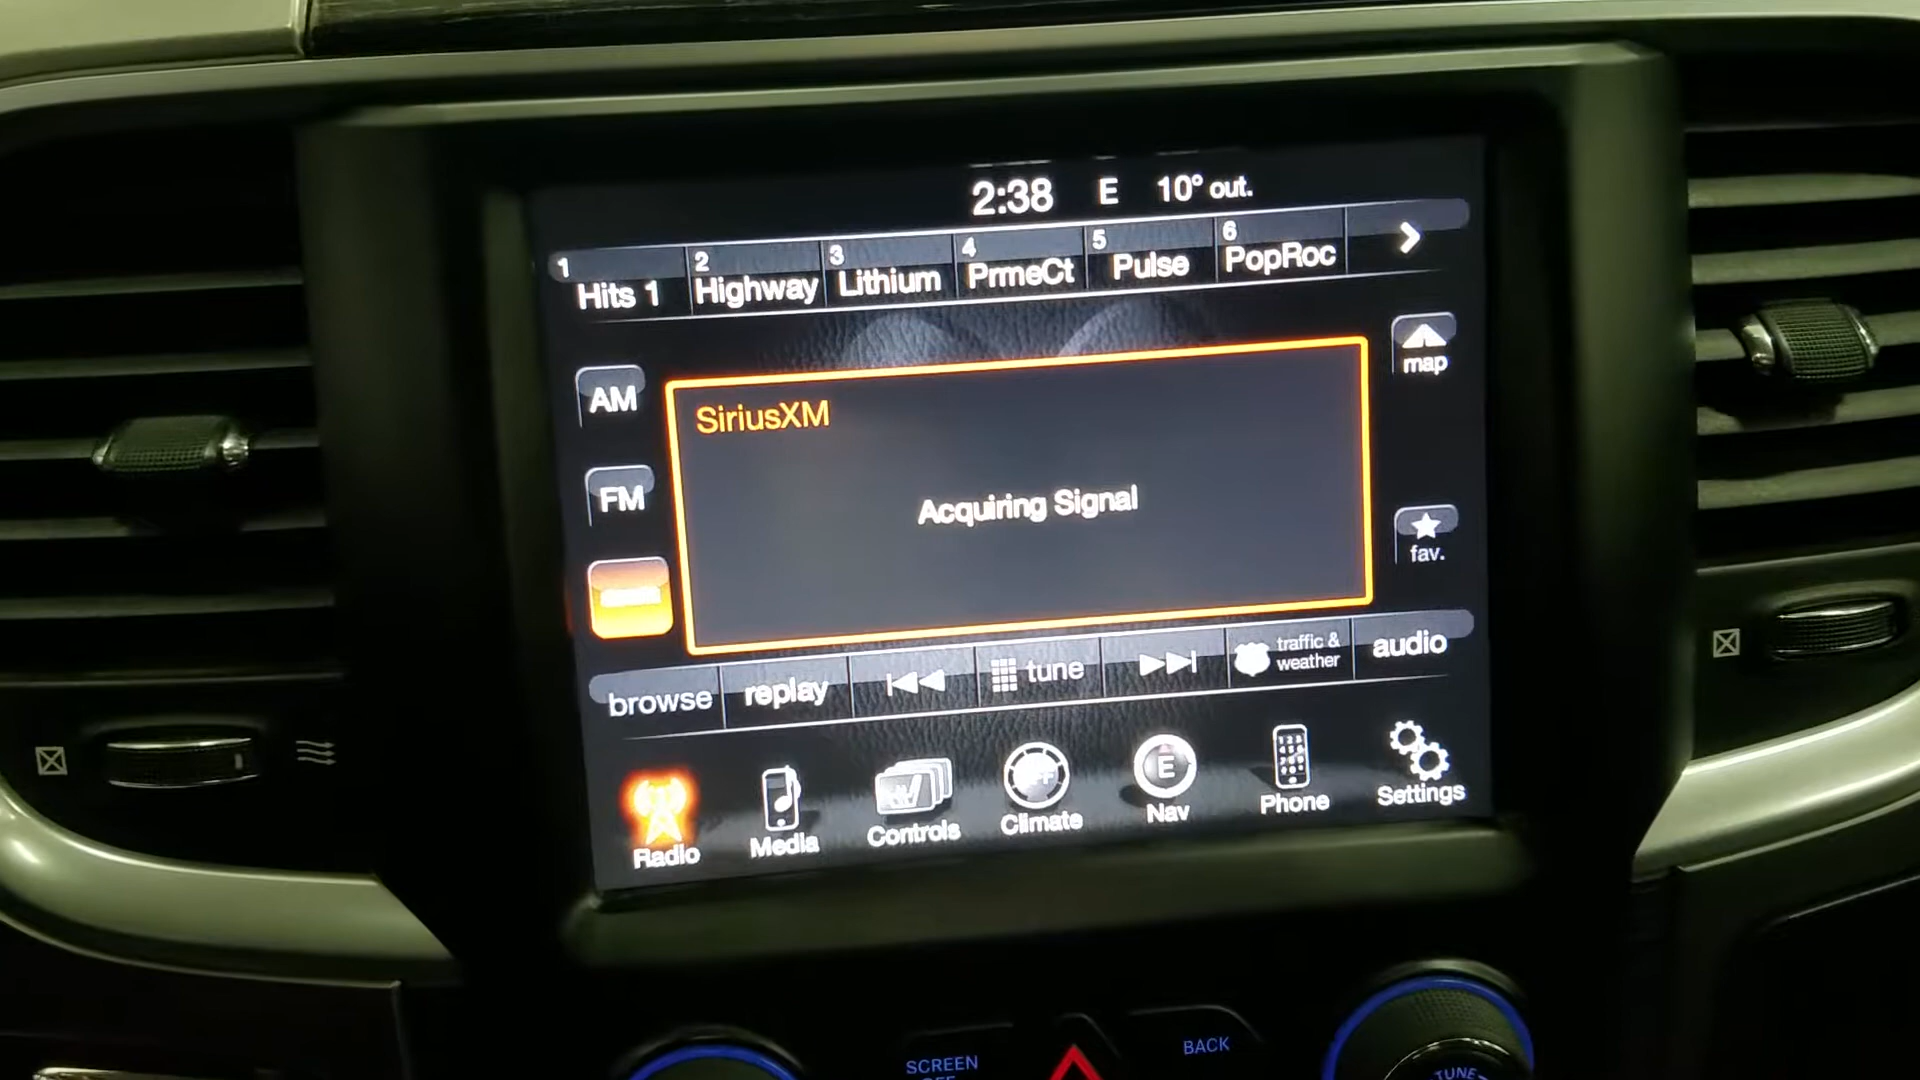 2:38 E 10° out.
1 Hits 1
2 Highway
3 Lithium
4 PrmeCt
5 Pulse
6 PopRoc
map
AM
SiriusXM
FM
Acquiring Signal
fav.
browse
replay
tune
traffic &
weather
audio
Radio
Media
Controls
Climate
E
Nav
Phone
Settings
SCREEN
BACK
TUNE